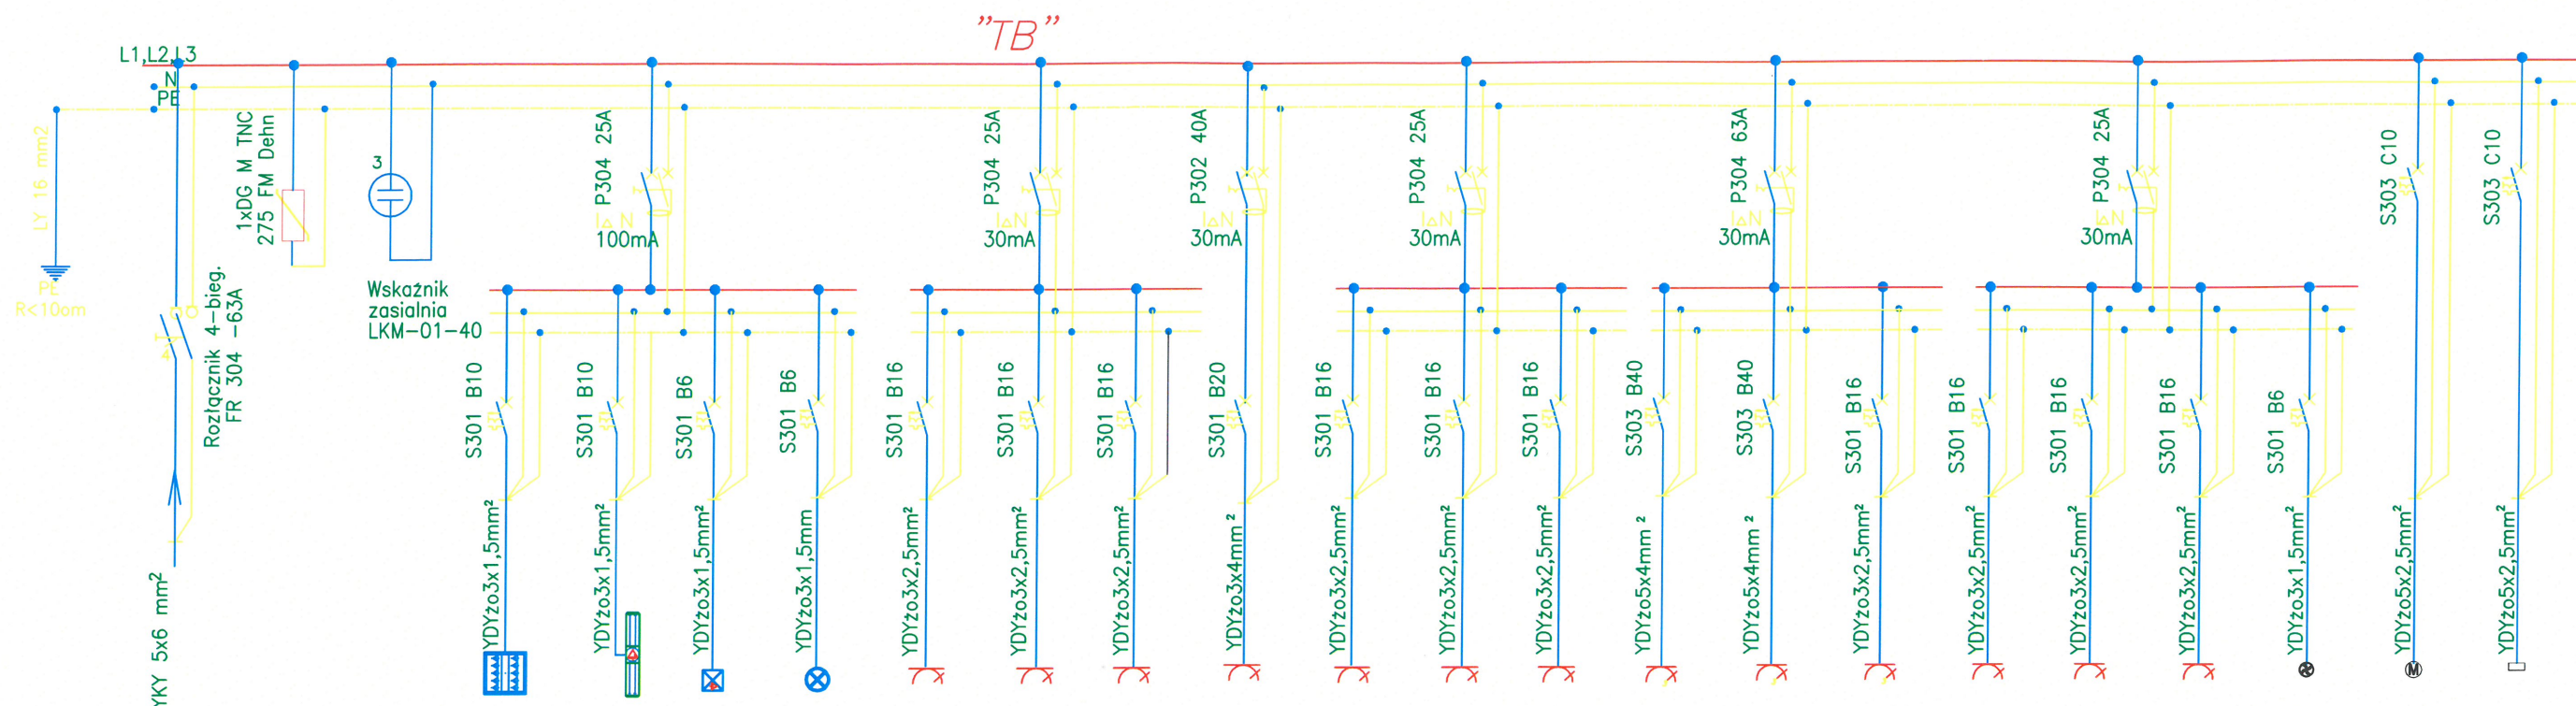 "TB"
L1,L2,L3
N
PE
LY 16 mm2
PE
R<10om
YKY 5x6 mm²
4
Rozłącznik 4-bieg.
FR 304 -63A
1xDG M TNC
275 FM Dehn
3
Wskaźnik
zasialnia
LKM-01-40
P304 25A
I△N
100mA
P304 25A
I△N
30mA
P302 40A
I△N
30mA
P304 25A
I△N
30mA
P304 63A
I△N
30mA
P304 25A
I△N
30mA
S303 C10
S303 C10
S301 B10
S301 B10
S301 B6
S301 B6
S301 B16
S301 B16
S301 B16
S301 B20
S301 B16
S301 B16
S301 B16
S303 B40
S303 B40
S301 B16
S301 B16
S301 B16
S301 B16
S301 B6
YDYżo3x1,5mm²
YDYżo3x1,5mm²
YDYżo3x1,5mm²
YDYżo3x1,5mm
YDYżo3x2,5mm²
YDYżo3x2,5mm²
YDYżo3x2,5mm²
YDYżo3x4mm²
YDYżo3x2,5mm²
YDYżo3x2,5mm²
YDYżo3x2,5mm²
YDYżo5x4mm²
YDYżo5x4mm²
YDYżo3x2,5mm²
YDYżo3x2,5mm²
YDYżo3x2,5mm²
YDYżo3x2,5mm²
YDYżo3x1,5mm²
YDYżo5x2,5mm²
YDYżo5x2,5mm²
M